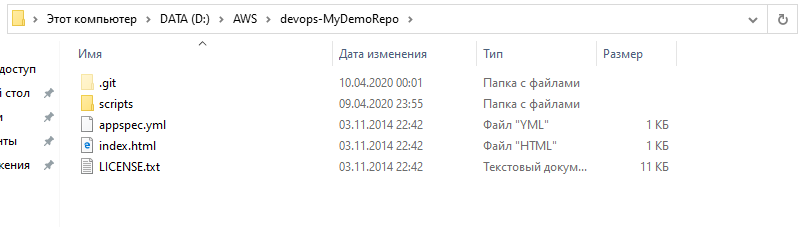 Этот компьютер > DATA (D:) > AWS > devops-MyDemoRepo >
Имя Дата изменения Тип Размер
.git 10.04.2020 00:01 Папка с файлами
доступ
scripts 09.04.2020 23:55 Папка с файлами
й стол
appspec.yml 03.11.2014 22:42 Файл "YML" 1 КБ
и
index.html 03.11.2014 22:42 Файл "HTML" 1 КБ
нты
LICENSE.txt 03.11.2014 22:42 Текстовый докум... 11 КБ
жения